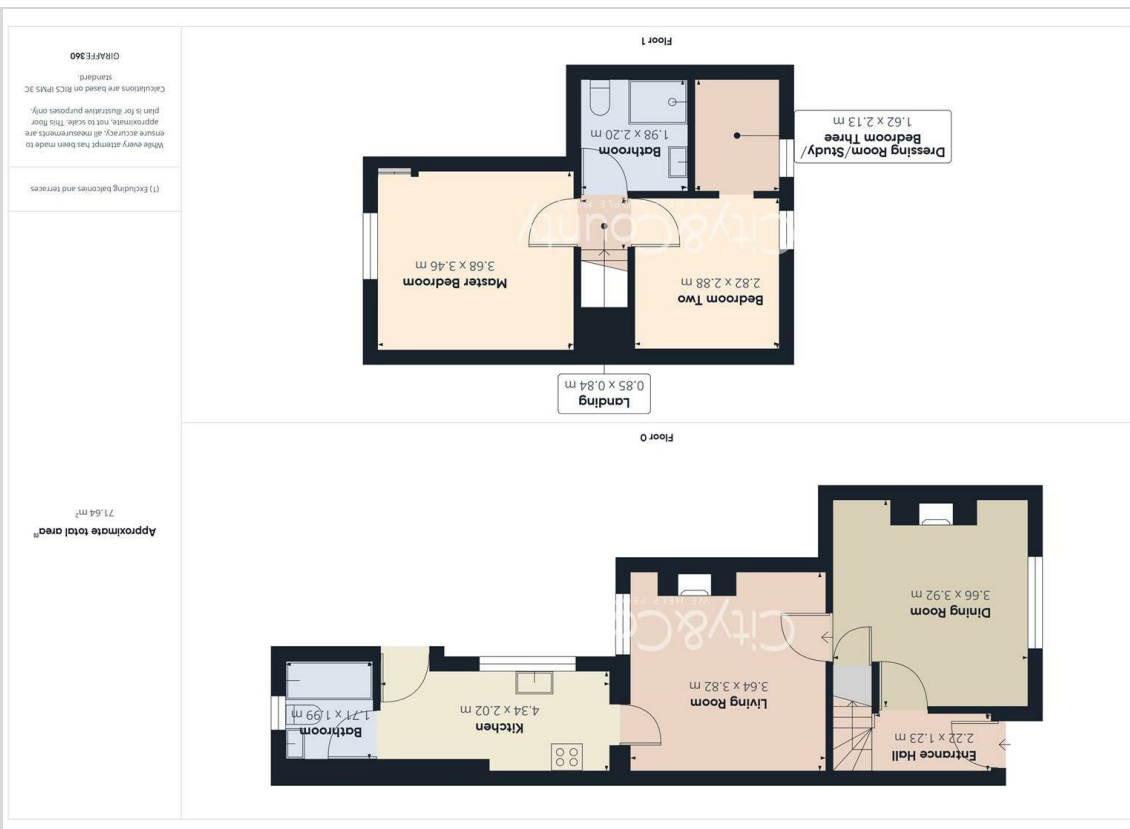 Entrance Hall
2.22 x 1.23 m
Bathroom
1.71 x 1.99 m
Kitchen
4.34 x 2.02 m
Living Room
3.64 x 3.82 m
Dining Room
3.66 x 3.92 m
City&Co
WE HELP PE
Floor 0
Landing
0.85 x 0.84 m
Bedroom Two
2.82 x 2.88 m
Master Bedroom
3.68 x 3.46 m
City&County
Bathroom
1.98 x 2.20 m
Dressing Room/Study/
Bedroom Three
1.62 x 2.13 m
Floor 1
Approximate total area⁽¹⁾
71.64 m²
(1) Excluding balconies and terraces
While every attempt has been made to
ensure accuracy, all measurements are
approximate, not to scale. This floor
plan is for illustrative purposes only.
Calculations are based on RICS IPMS 3C
standard.
GIRAFFE360